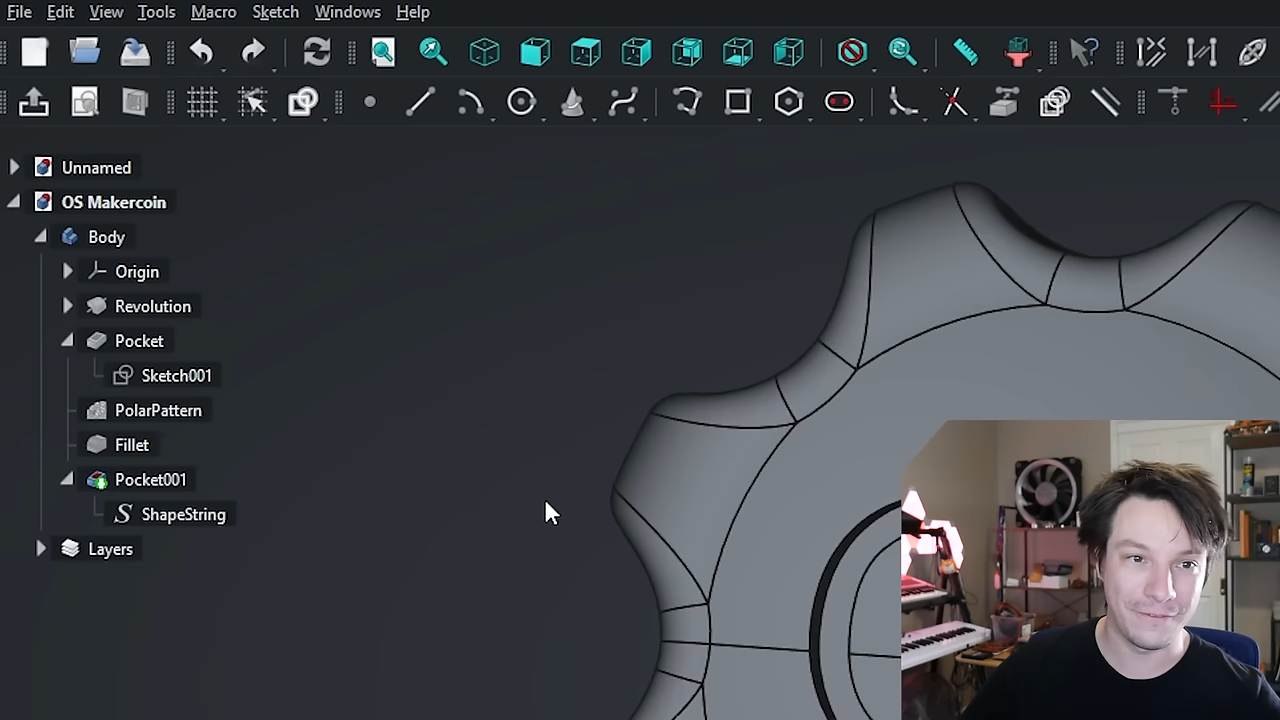 File Edit View Tools Macro Sketch Windows Help
Unnamed
OS Makercoin
Body
Origin
Revolution
Pocket
Sketch001
PolarPattern
Fillet
Pocket001
ShapeString
Layers